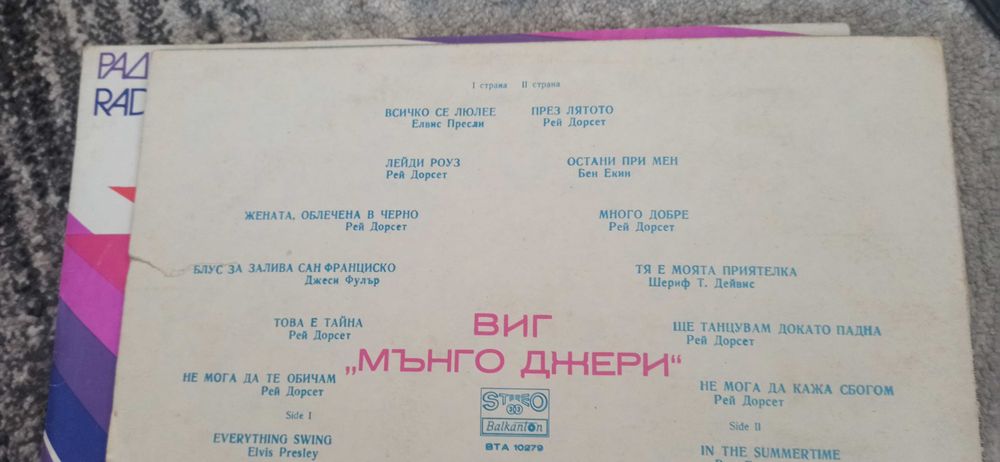 РАД
RAD
I страна II страна
ВСИЧКО СЕ ЛЮЛЕЕ
Елвис Пресли
ПРЕЗ ЛЯТОТО
Рей Дорсет
ЛЕЙДИ РОУЗ
Рей Дорсет
ОСТАНИ ПРИ МЕН
Бен Екин
ЖЕНАТА, ОБЛЕЧЕНА В ЧЕРНО
Рей Дорсет
МНОГО ДОБРЕ
Рей Дорсет
БЛУС ЗА ЗАЛИВА САН ФРАНЦИСКО
Джеси Фулър
ТЯ Е МОЯТА ПРИЯТЕЛКА
Шериф Т. Дейвис
ТОВА Е ТАЙНА
Рей Дорсет
ЩЕ ТАНЦУВАМ ДОКАТО ПАДНА
Рей Дорсет
ВИГ
„МЪНГО ДЖЕРИ“
НЕ МОГА ДА ТЕ ОБИЧАМ
Рей Дорсет
НЕ МОГА ДА КАЖА СБОГОМ
Рей Дорсет
STEREO
33
Balkanton
ВТА 10279
Side I
EVERYTHING SWING
Elvis Presley
Side II
IN THE SUMMERTIME